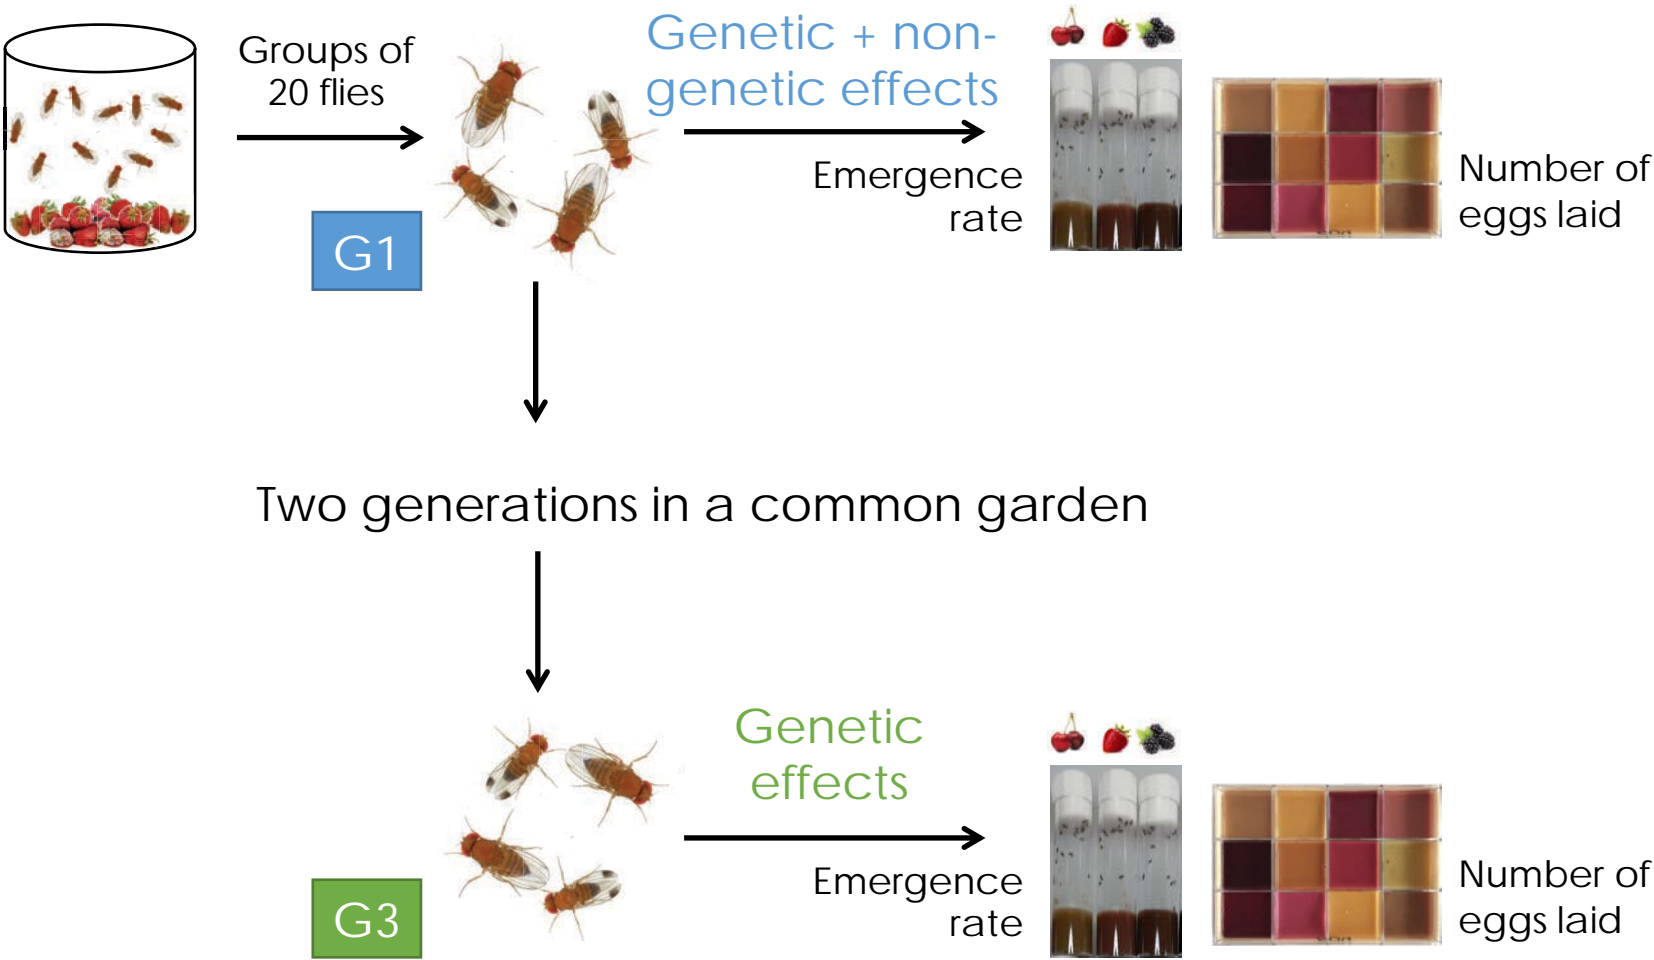 Groups of
20 flies
Genetic + non-
genetic effects
Emergence
rate
Number of
eggs laid
G1
Two generations in a common garden
Genetic
effects
Emergence
rate
Number of
eggs laid
G3